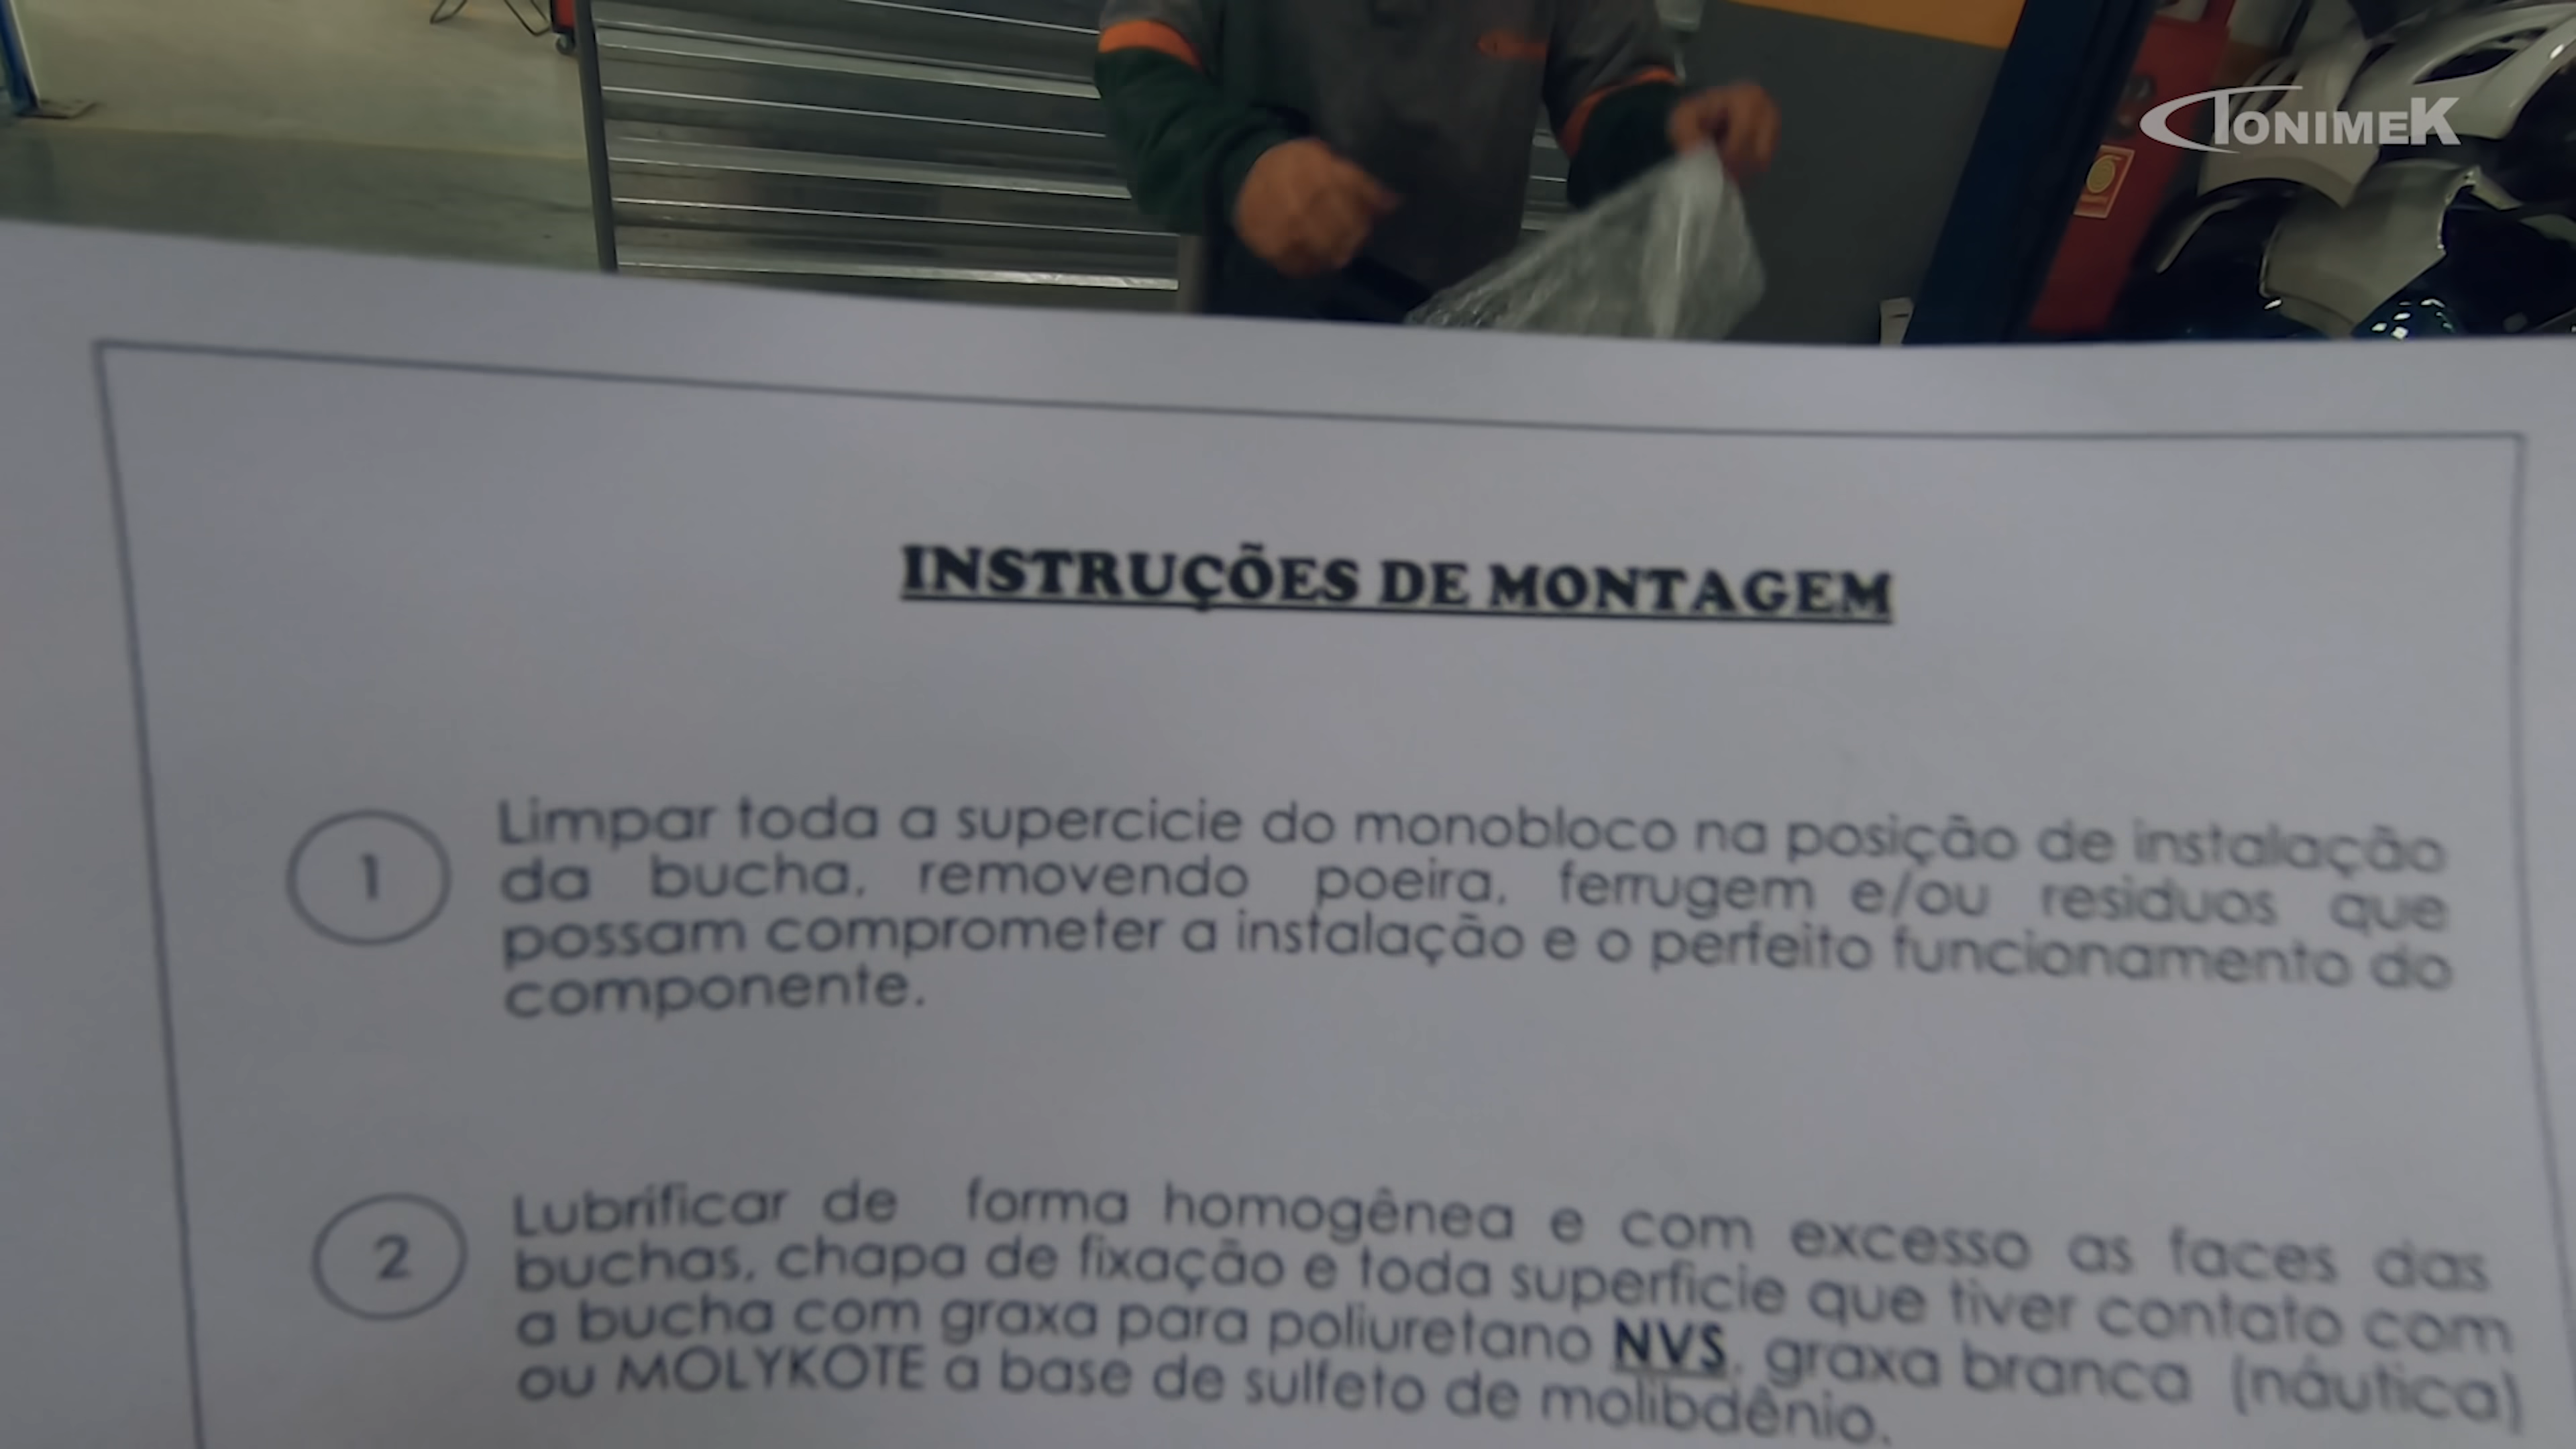 TONIMEK
INSTRUÇÕES DE MONTAGEM
1
Limpar toda a supercicie do monobloco na posição de instalação
da bucha, removendo poeira, ferrugem e/ou residuos que
possam comprometer a instalação e o perfeito funcionamento do
componente.
2
Lubrificar de forma homogênea e com excesso as faces das
buchas, chapa de fixação e toda superficie que tiver contato com
a bucha com graxa para poliuretano NVS, graxa branca (náutica)
ou MOLYKOTE a base de sulfeto de molibdênio.